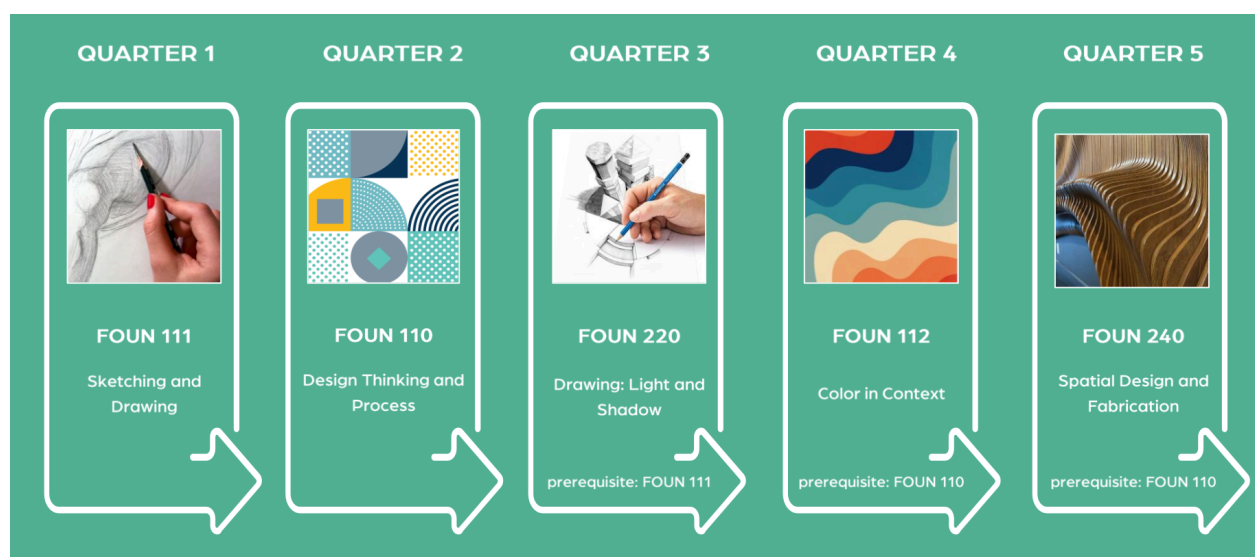 QUARTER 1
QUARTER 2
QUARTER 3
QUARTER 4
QUARTER 5
FOUN 111
Sketching and
Drawing
FOUN 110
Design Thinking and
Process
FOUN 220
Drawing: Light and
Shadow
prerequisite: FOUN 111
FOUN 112
Color in Context
prerequisite: FOUN 110
FOUN 240
Spatial Design and
Fabrication
prerequisite: FOUN 110